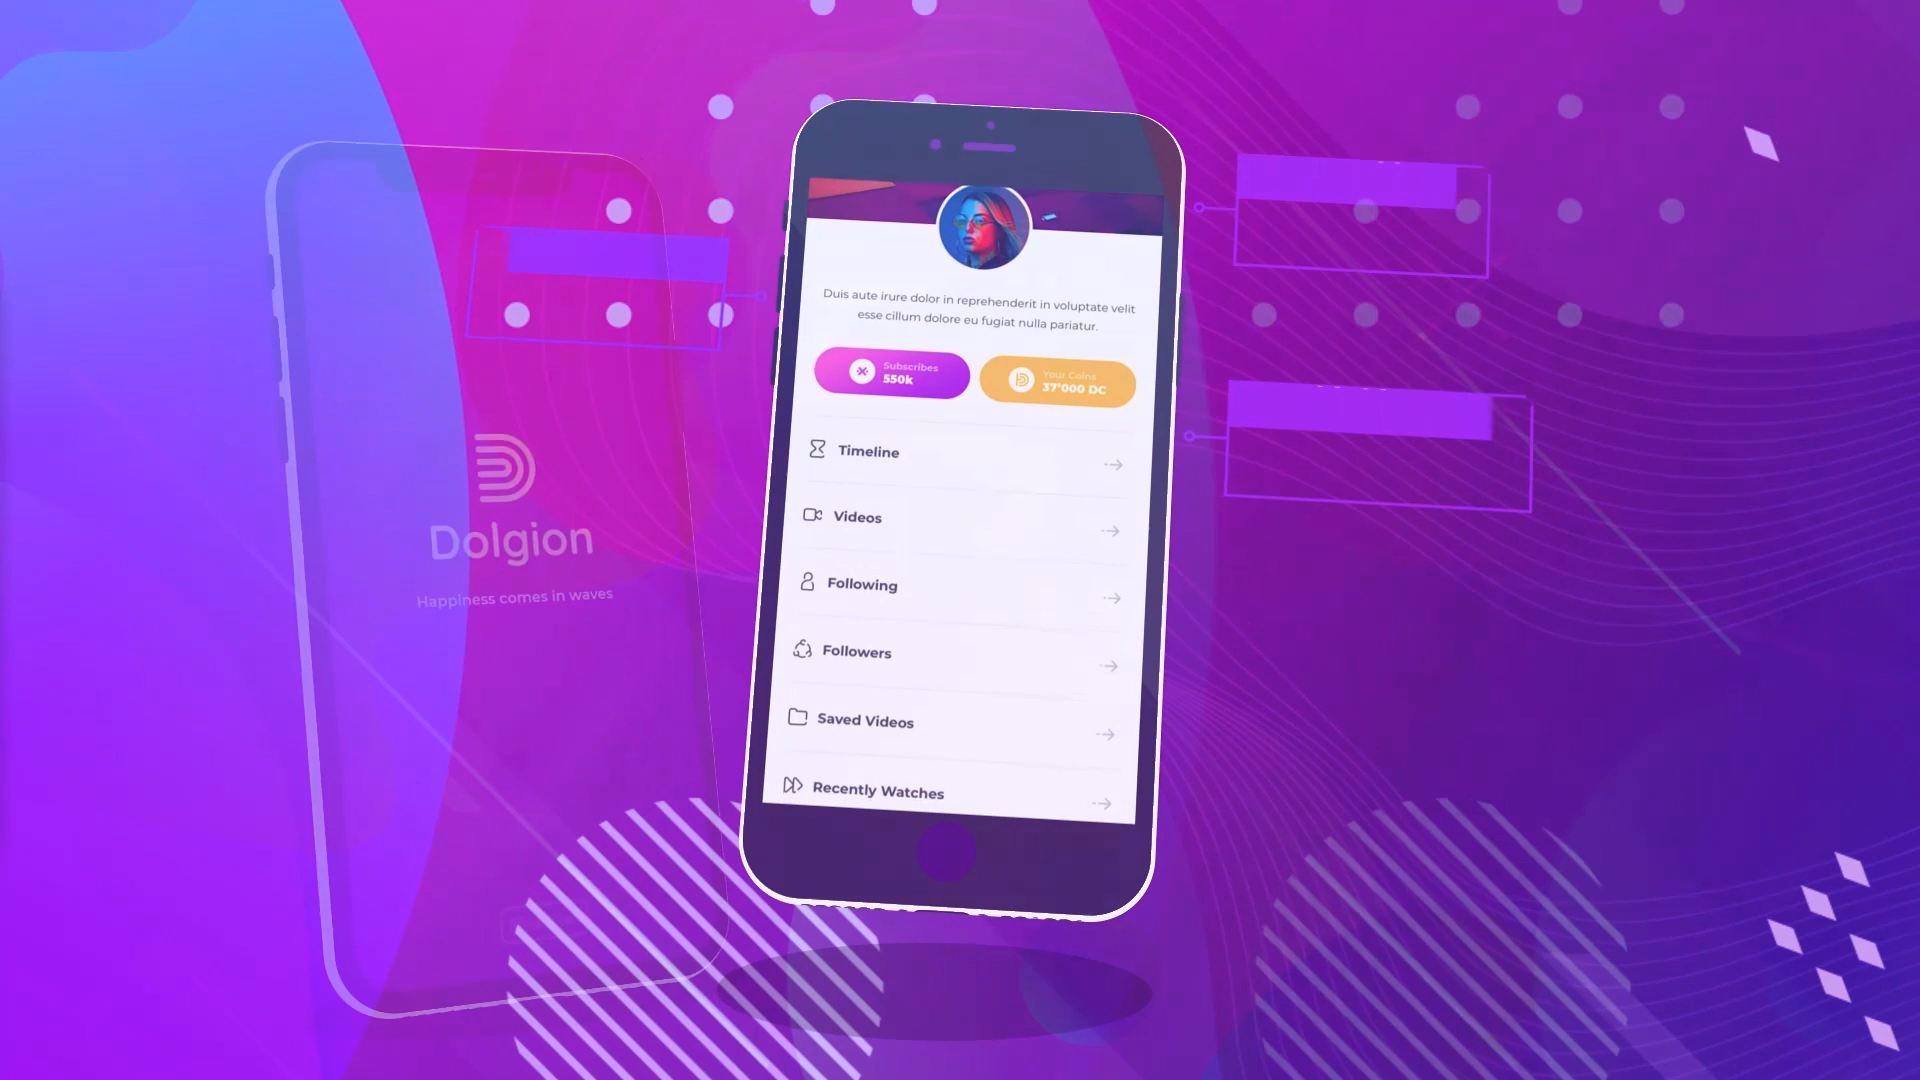 Dolgion
Happiness comes in waves
Duis aute irure dolor in reprehenderit in voluptate velit
esse cillum dolore eu fugiat nulla pariatur.
Subscribes
550k
Your Coins
37'000 DC
Timeline
Videos
Following
Followers
Saved Videos
Recently Watches